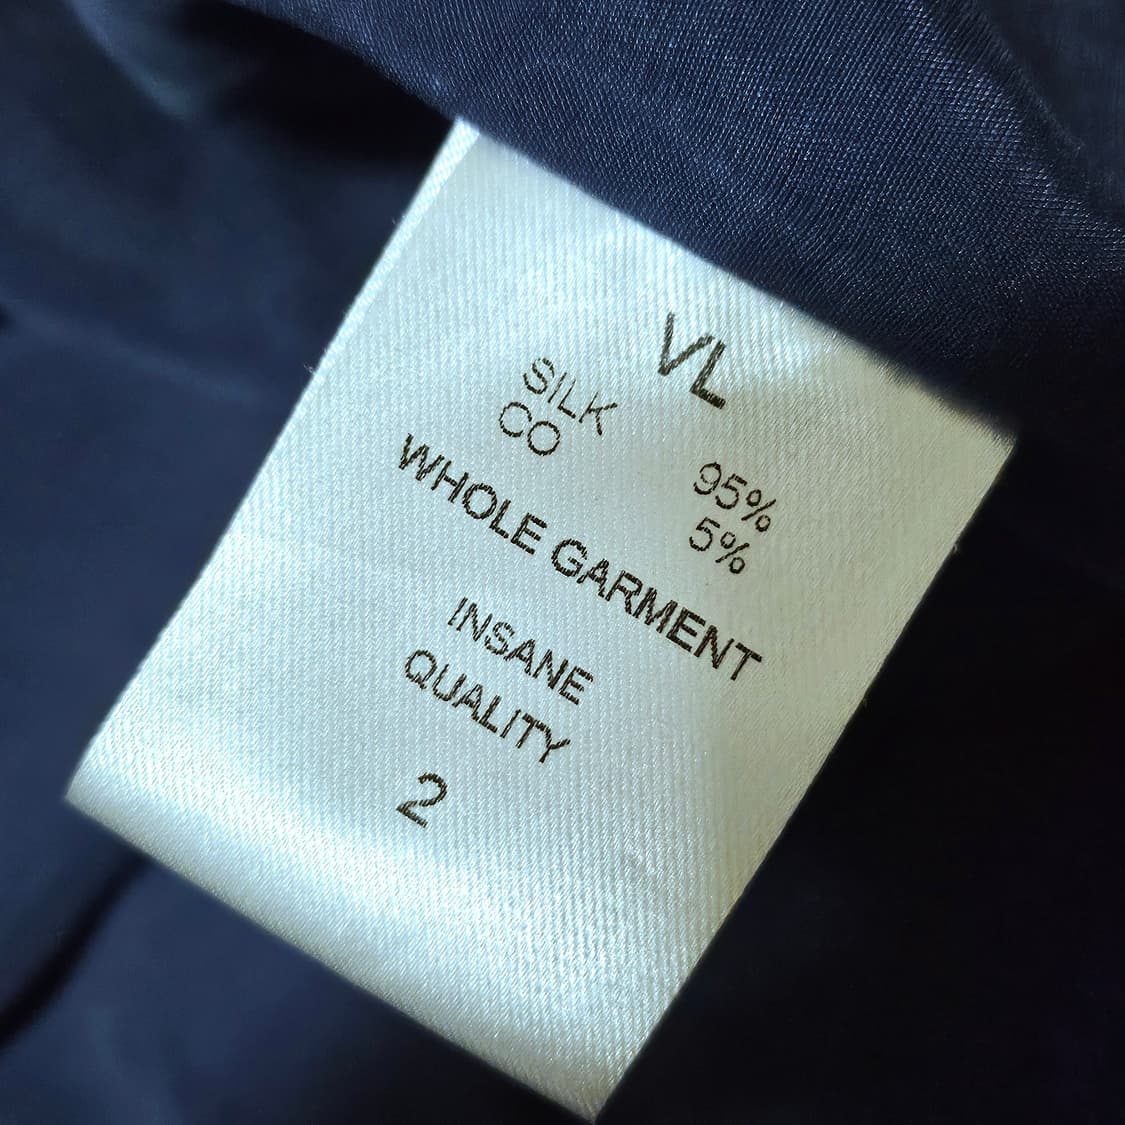 VL
SILK 95%
CO 5%
WHOLE GARMENT
INSANE
QUALITY
2